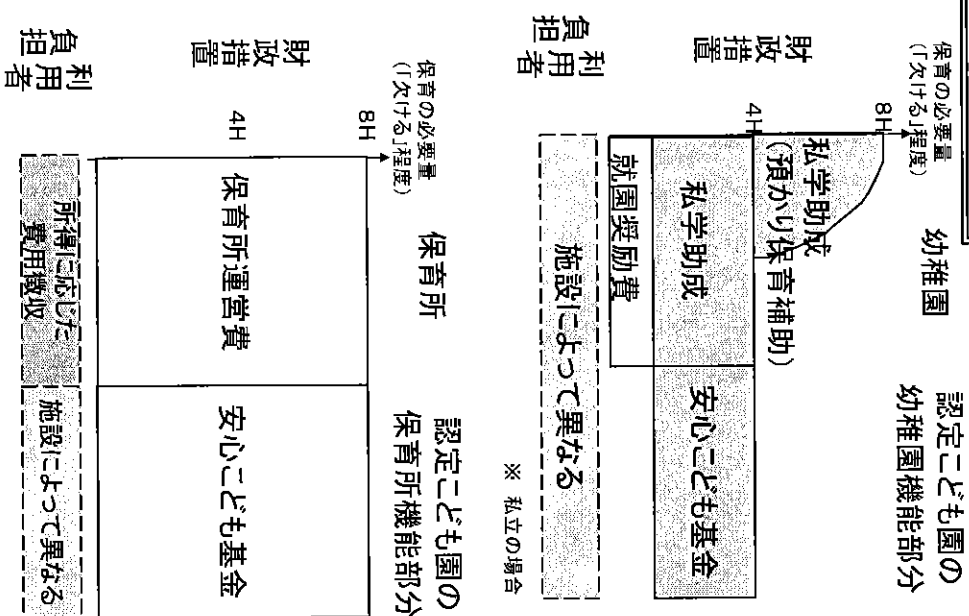 幼稚園
認定こども園の
幼稚園機能部分
保育の必要量
(「欠ける」程度)
8H
4H
財政
措置
私学助成
(預かり保育補助)
私学助成
安心こども基金
就園奨励費
利用者
負担
施設によって異なる
※ 私立の場合
保育所
認定こども園の
保育所機能部分
保育の必要量
(「欠ける」程度)
8H
4H
財政
措置
保育所運営費
安心こども基金
利用者
負担
所得に応じた
費用徴収
施設によって異なる